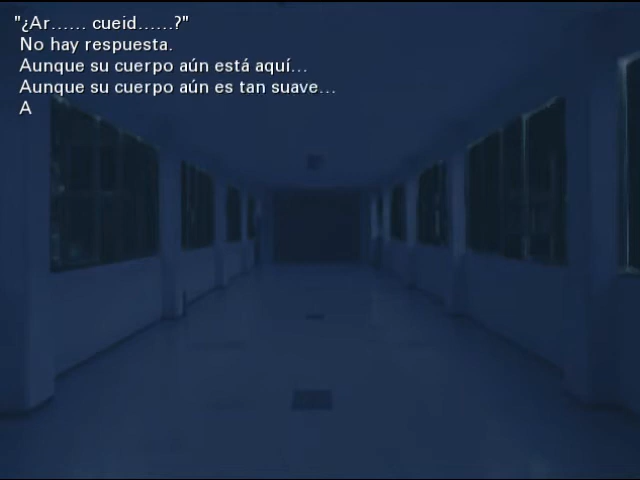 "¿Ar...... cueid......?"
No hay respuesta.
Aunque su cuerpo aún está aquí...
Aunque su cuerpo aún es tan suave...
A